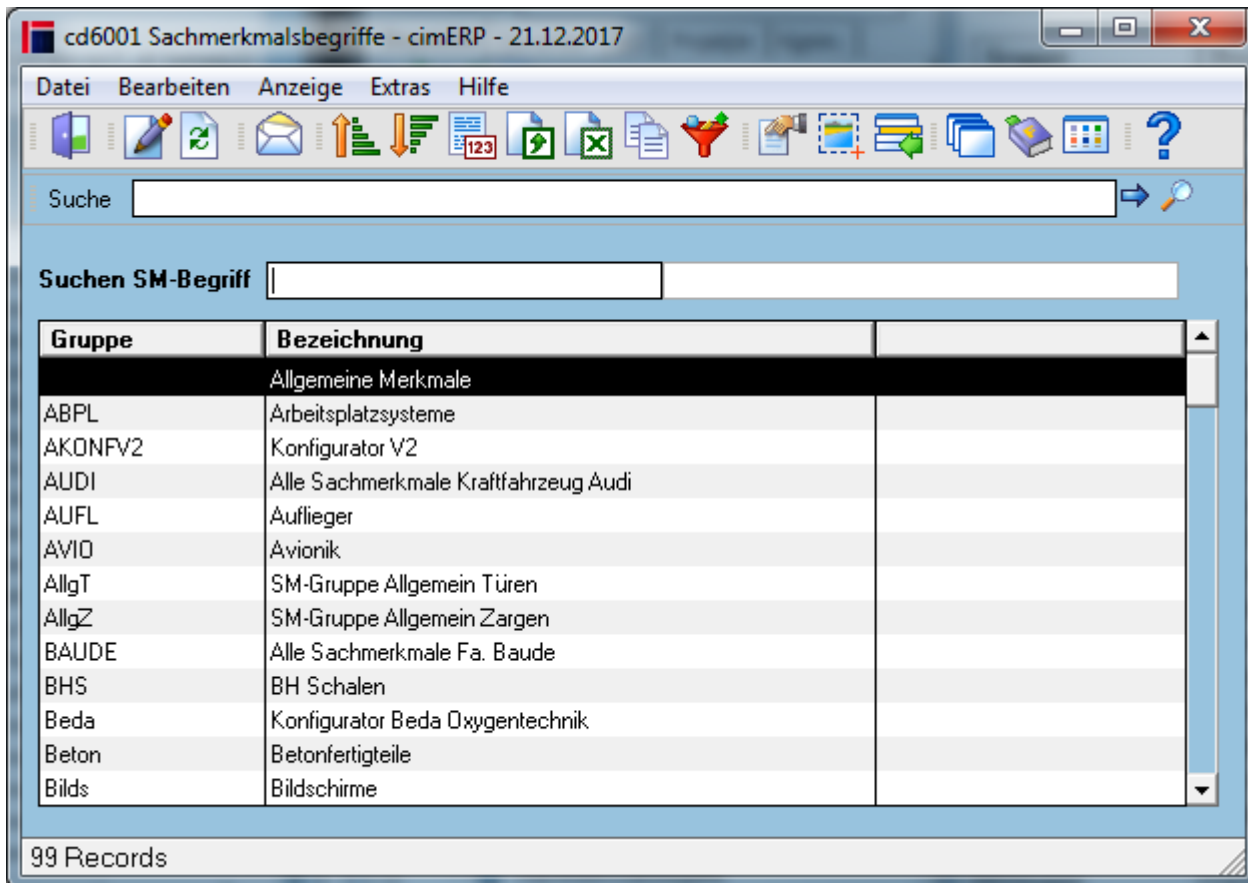 cd6001 Sachmerkmalsbegriffe - cimERP - 21.12.2017
Datei Bearbeiten Anzeige Extras Hilfe
123
?
Suche
Suchen SM-Begriff
Gruppe Bezeichnung
Allgemeine Merkmale
ABPL Arbeitsplatzsysteme
AKONFV2 Konfigurator V2
AUDI Alle Sachmerkmale Kraftfahrzeug Audi
AUFL Auflieger
AVIO Avionik
AllgT SM-Gruppe Allgemein Türen
AllgZ SM-Gruppe Allgemein Zargen
BAUDE Alle Sachmerkmale Fa. Baude
BHS BH Schalen
Beda Konfigurator Beda Oxygentechnik
Beton Betonfertigteile
Bilds Bildschirme
99 Records